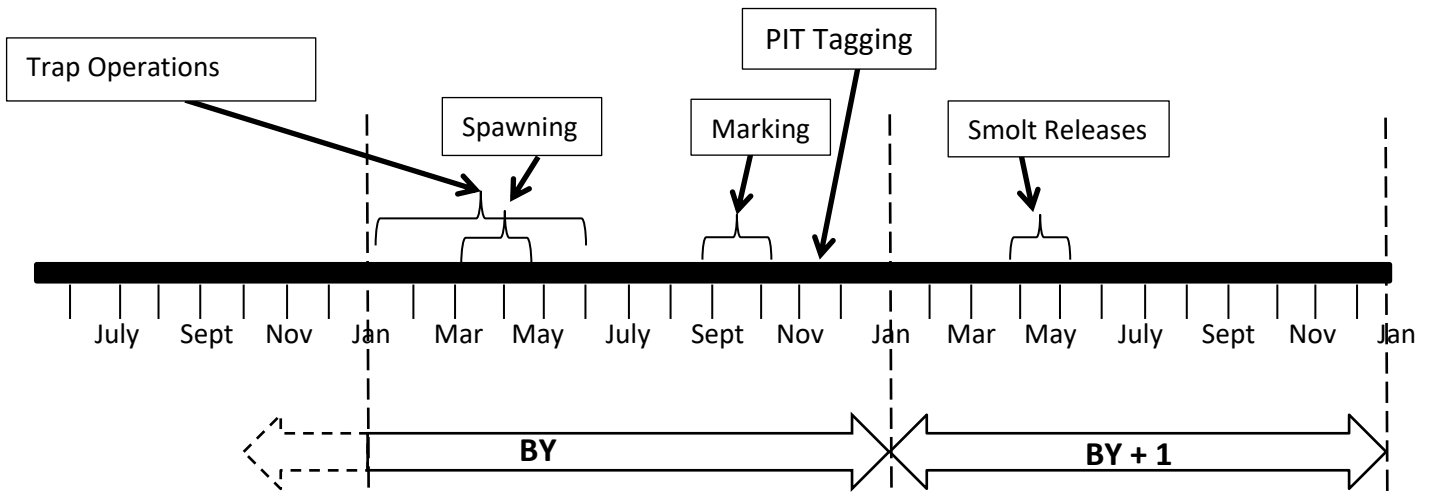 PIT Tagging
Trap Operations
Spawning
Marking
Smolt Releases
July Sept Nov Jan Mar May July Sept Nov Jan Mar May July Sept Nov Jan
BY BY + 1